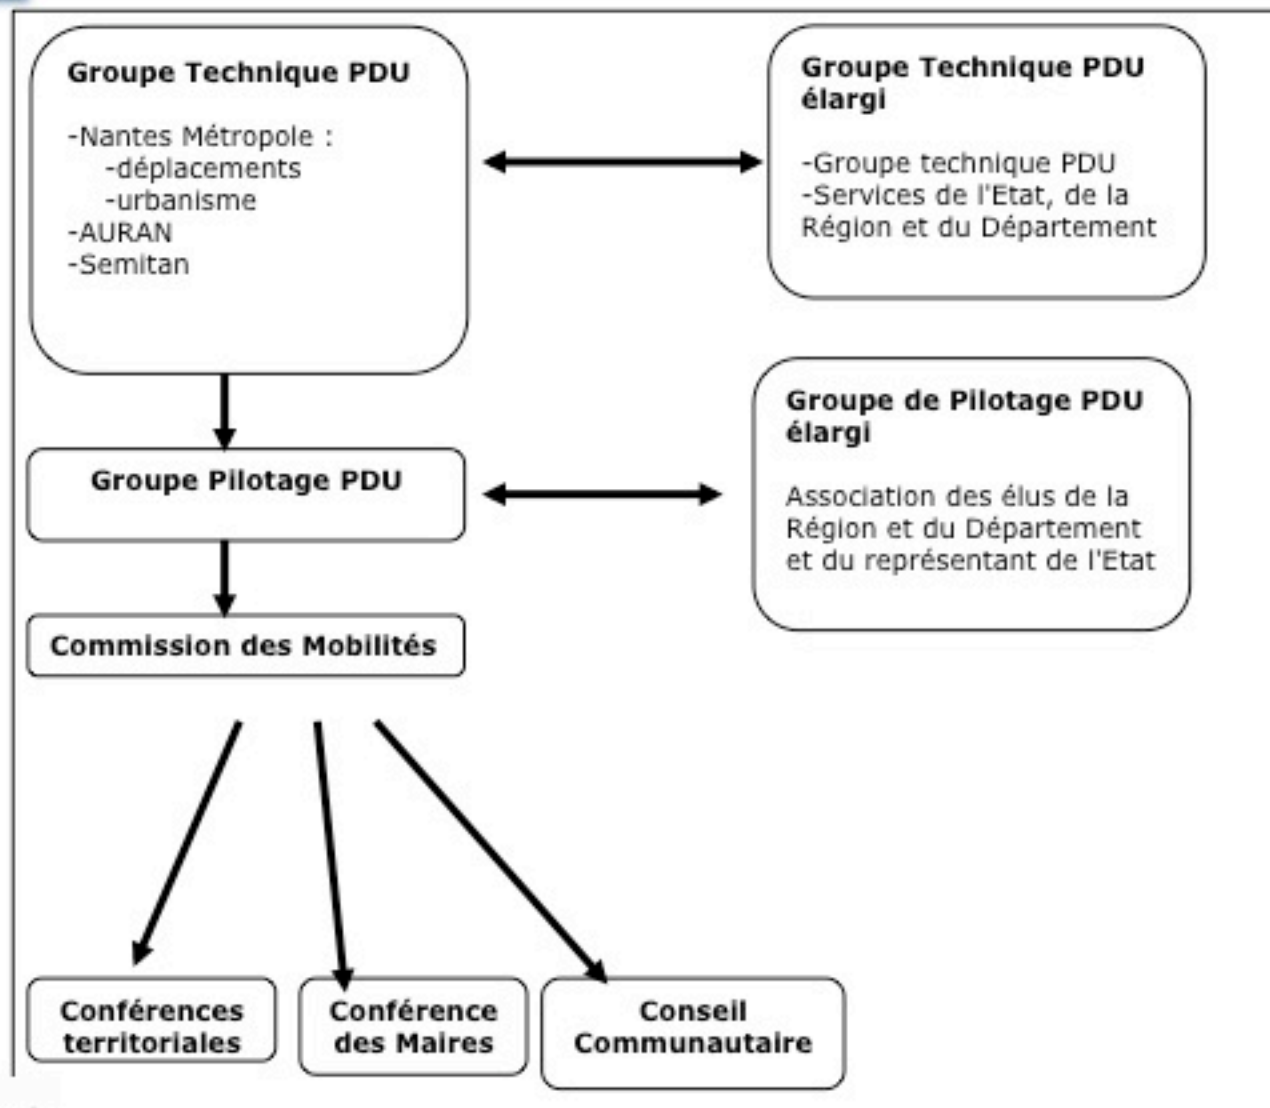 Groupe Technique PDU
-Nantes Métropole :
-déplacements
-urbanisme
-AURAN
-Semitan
Groupe Technique PDU
élargi
-Groupe technique PDU
-Services de l'Etat, de la
Région et du Département
Groupe Pilotage PDU
Groupe de Pilotage PDU
élargi
Association des élus de la
Région et du Département
et du représentant de l'Etat
Commission des Mobilités
Conférences
territoriales
Conférence
des Maires
Conseil
Communautaire